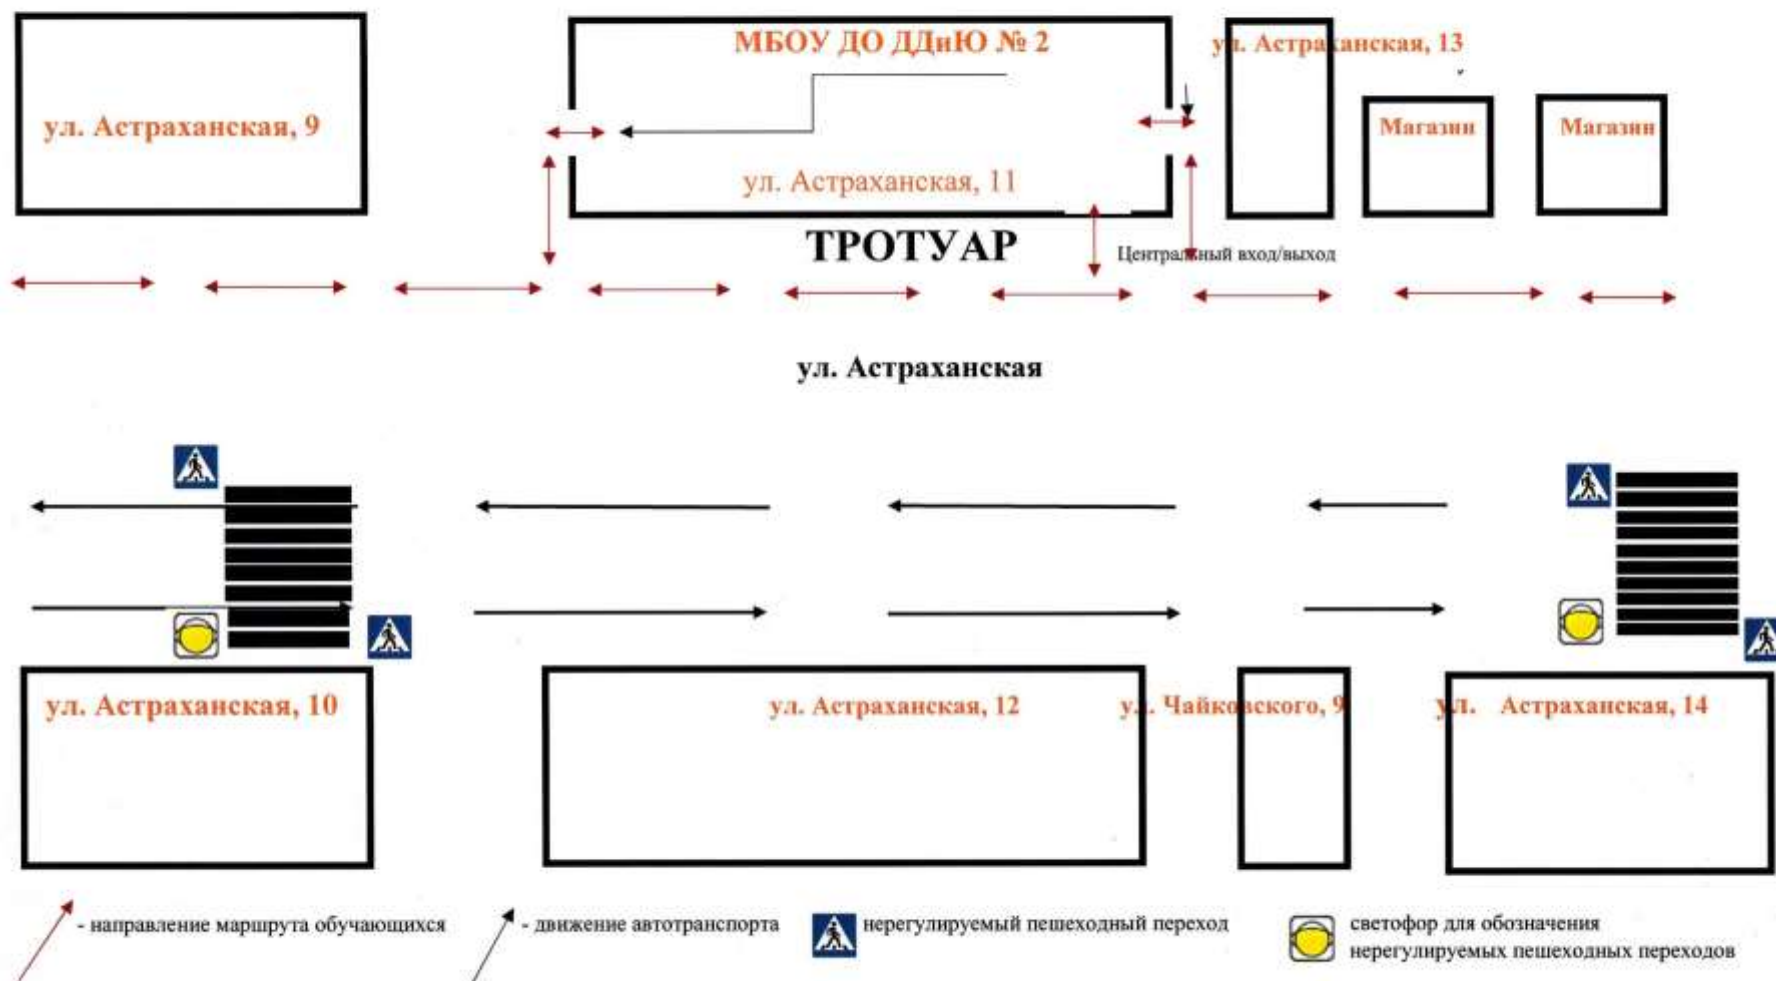 МБОУ ДО ДДиЮ № 2
ул. Астраханская, 13
ул. Астраханская, 9
Магазин
Магазин
ул. Астраханская, 11
ТРОТУАР
Центральный вход/выход
ул. Астраханская
ул. Астраханская, 10
ул. Астраханская, 12
ул. Чайковского, 9
ул. Астраханская, 14
- направление маршрута обучающихся
- движение автотранспорта
нерегулируемый пешеходный переход
светофор для обозначения
нерегулируемых пешеходных переходов